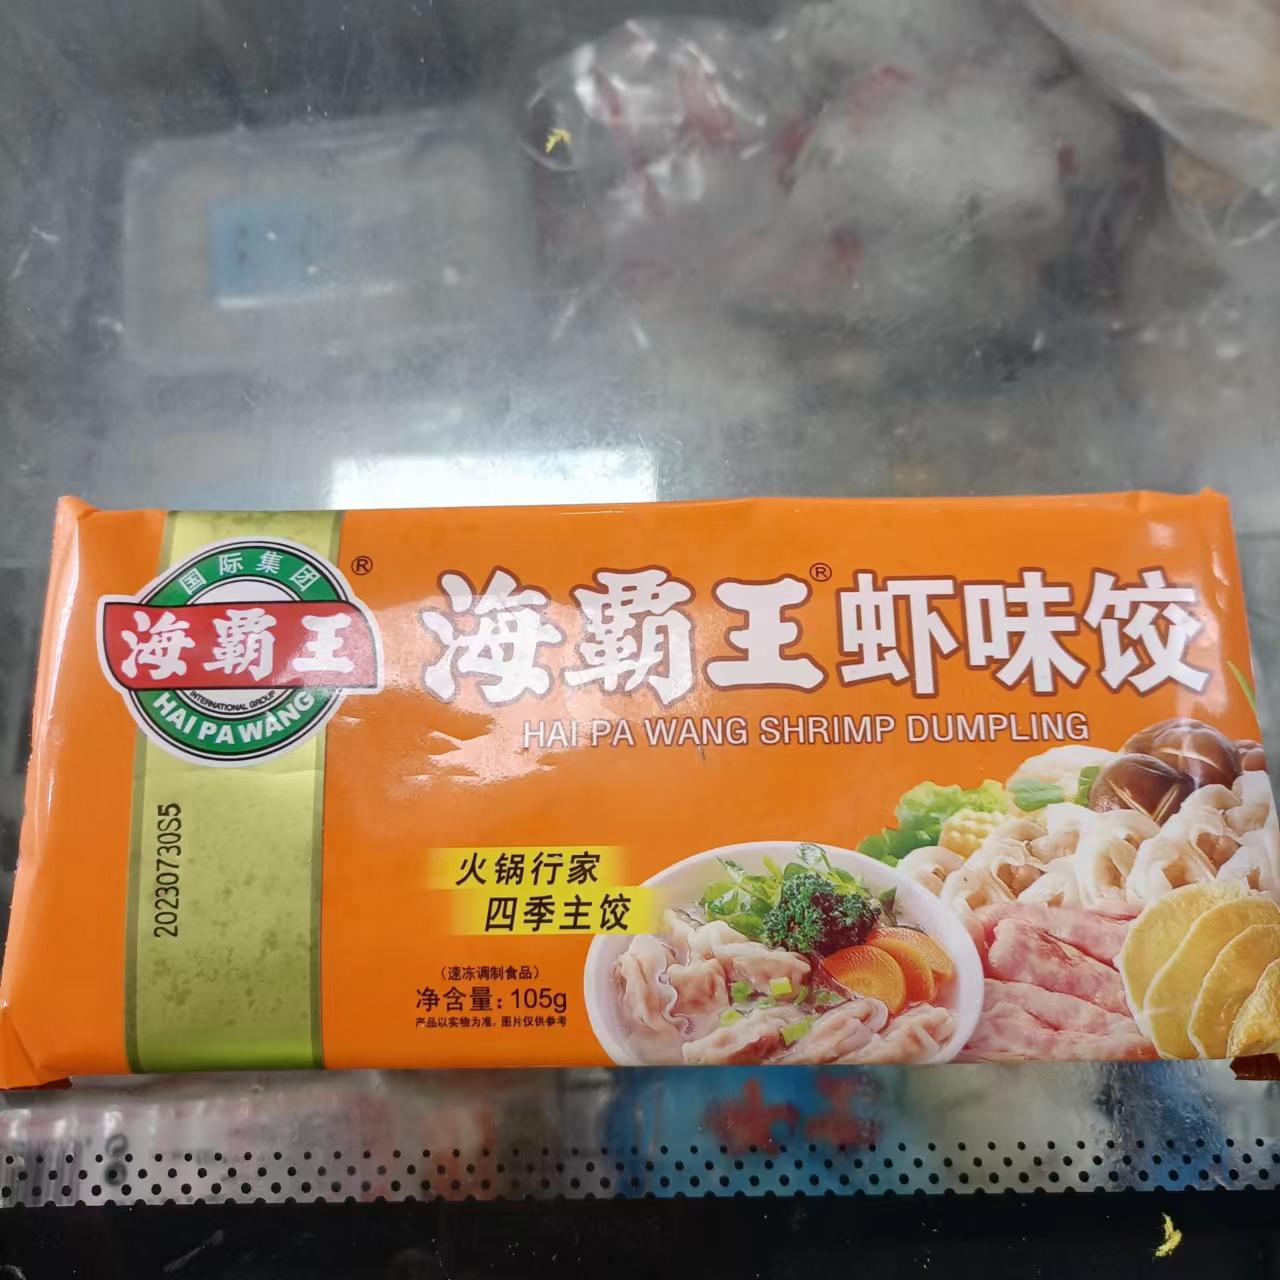 国际集团
海霸王®
INTERNATIONAL GROUP
HAI PA WANG
海霸王®虾味饺
HAI PA WANG SHRIMP DUMPLING
20230730S5
火锅行家
四季主饺
（速冻调制食品）
净含量：105g
产品以实物为准，图片仅供参考